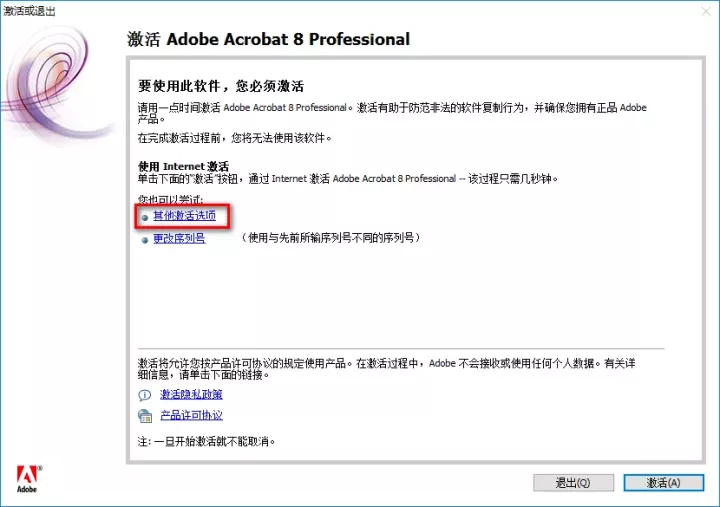 激活或退出
激活 Adobe Acrobat 8 Professional
要使用此软件，您必须激活
请用一点时间激活 Adobe Acrobat 8 Professional。激活有助于防范非法的软件复制行为，并确保您拥有正品 Adobe
产品。
在完成激活过程前，您将无法使用该软件。
使用 Internet 激活
单击下面的“激活”按钮，通过 Internet 激活 Adobe Acrobat 8 Professional -- 该过程只需几秒钟。
您也可以尝试:
其他激活选项
更改序列号 （使用与先前所输序列号不同的序列号）
激活将允许您按产品许可协议的规定使用产品。在激活过程中，Adobe 不会接收或使用任何个人数据。有关详
细信息，请单击下面的链接。
激活隐私政策
产品许可协议
注: 一旦开始激活就不能取消。
Adobe
退出(Q)
激活(A)